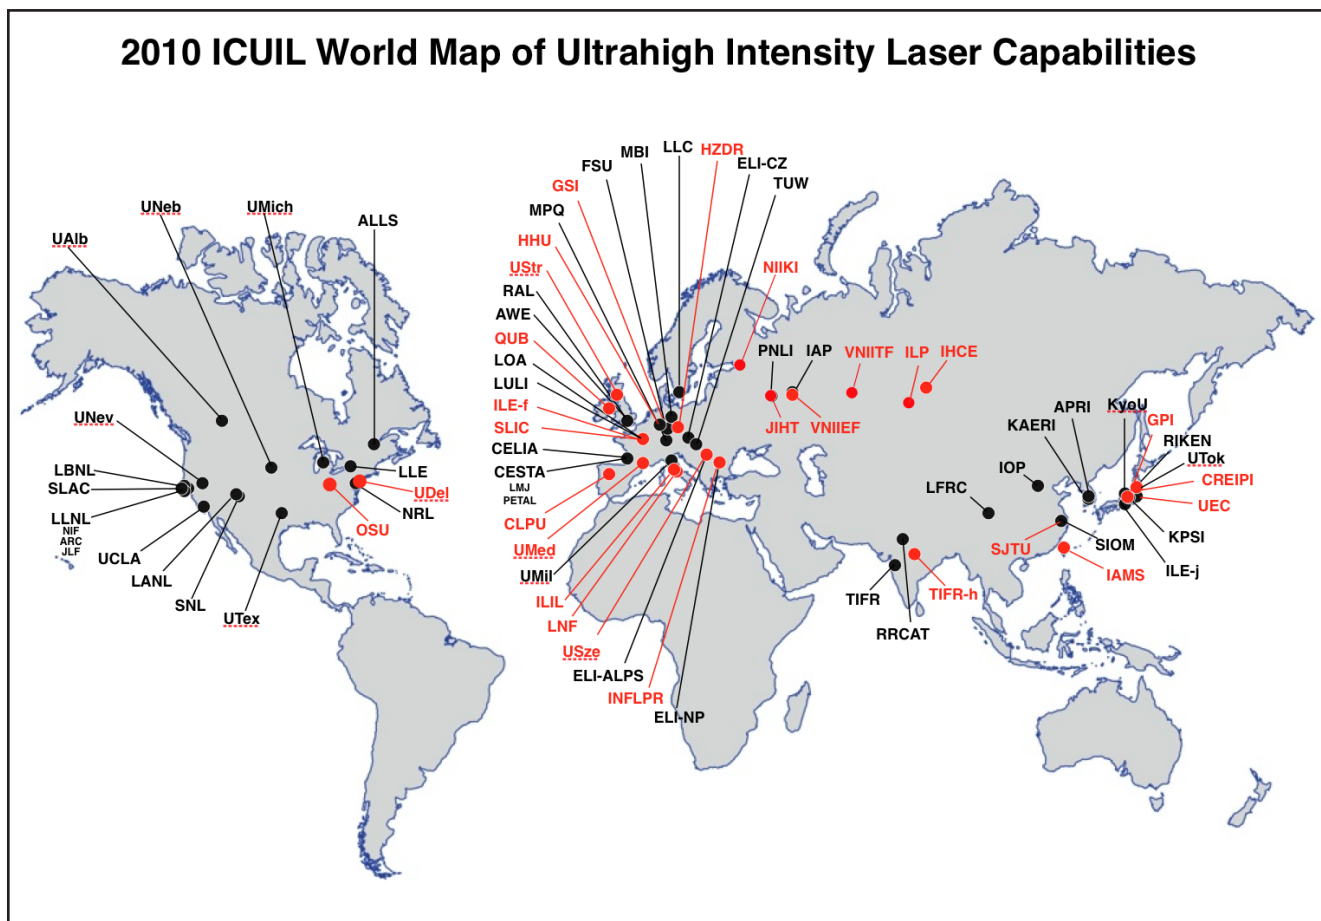 2010 ICUIL World Map of Ultrahigh Intensity Laser Capabilities
UAlb
UNeb
UMich
ALLS
UNev
LBNL
SLAC
LLNL
NIF
ARC
JLF
UCLA
LANL
SNL
UTex
OSU
NRL
UDel
LLE
TUW
ELI-CZ
HZDR
LLC
MBI
FSU
GSI
MPQ
HHU
UStr
RAL
AWE
QUB
LOA
LULI
ILE-f
SLIC
CELIA
CESTA
LMJ
PETAL
CLPU
UMed
UMil
ILIL
LNF
USze
ELI-ALPS
INFLPR
ELI-NP
NIIKI
PNLI
IAP
VNIITF
ILP
IHCE
JIHT
VNIIEF
KyoU
APRI
GPI
KAERI
RIKEN
UTok
IOP
CREIPI
LFRC
UEC
KPSI
SJTU
SIOM
ILE-j
IAMS
TIFR-h
TIFR
RRCAT